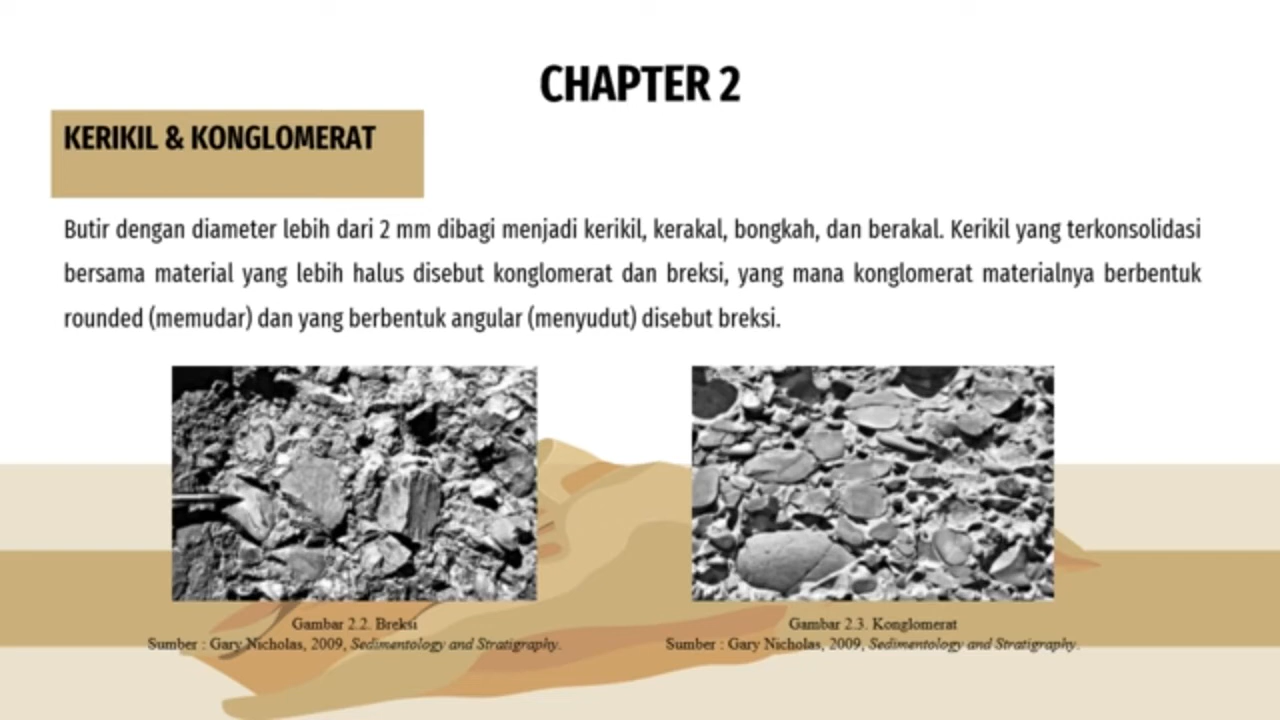 CHAPTER 2
KERIKIL & KONGLOMERAT
Butir dengan diameter lebih dari 2 mm dibagi menjadi kerikil, kerakal, bongkah, dan berakal. Kerikil yang terkonsolidasi
bersama material yang lebih halus disebut konglomerat dan breksi, yang mana konglomerat materialnya berbentuk
rounded (memudar) dan yang berbentuk angular (menyudut) disebut breksi.
Gambar 2.2. Breksi
Sumber : Gary Nicholas, 2009, Sedimentology and Stratigraphy.
Gambar 2.3. Konglomerat
Sumber : Gary Nicholas, 2009, Sedimentology and Stratigraphy.